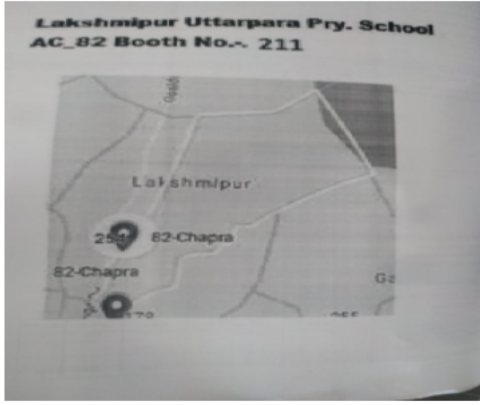 Lakshmipur Uttarpara Pry. School
AC_82 Booth No.-. 211
Lakshmipur
82-Chapra
82-Chapra